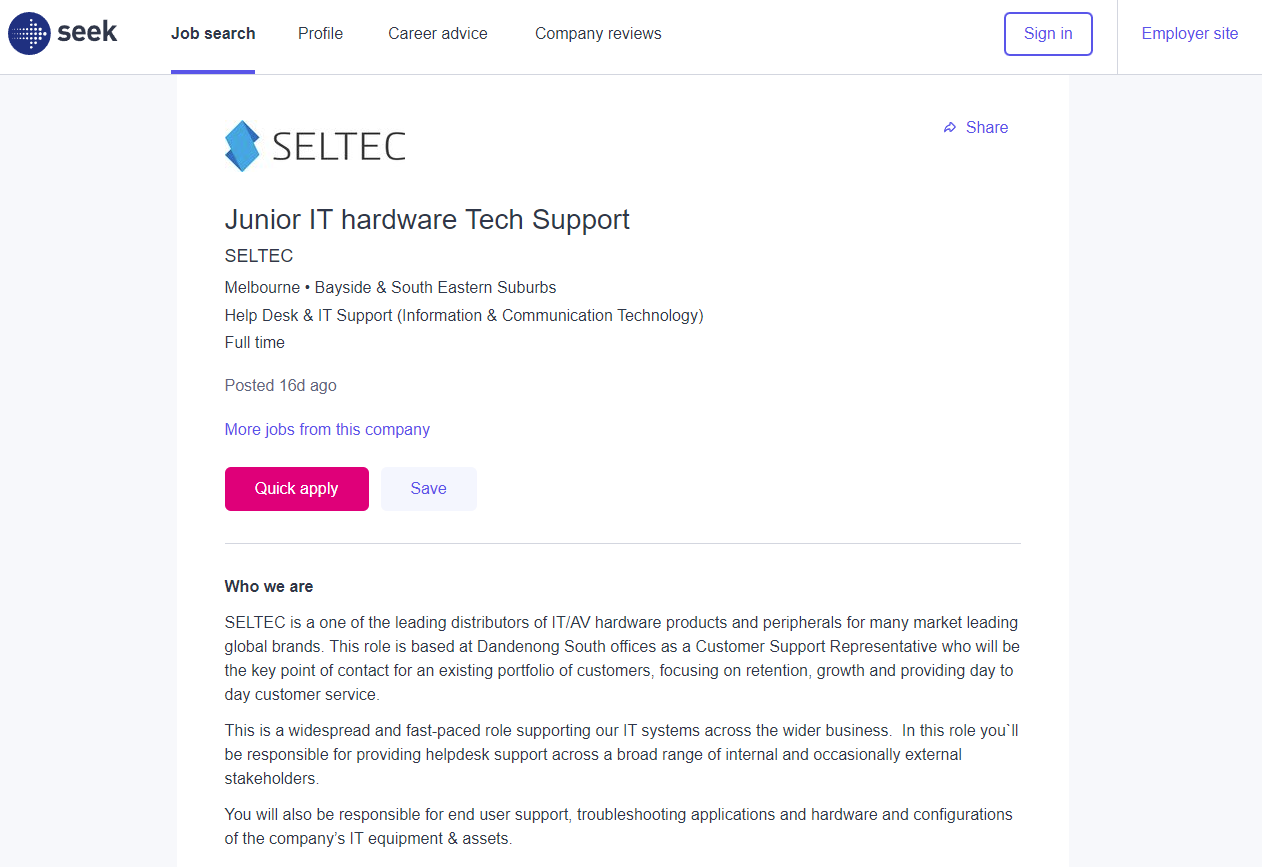 seek
Job search
Profile
Career advice
Company reviews
Sign in
Employer site
SELTEC
Share
Junior IT hardware Tech Support
SELTEC
Melbourne • Bayside & South Eastern Suburbs
Help Desk & IT Support (Information & Communication Technology)
Full time
Posted 16d ago
More jobs from this company
Quick apply
Save
Who we are
SELTEC is a one of the leading distributors of IT/AV hardware products and peripherals for many market leading
global brands. This role is based at Dandenong South offices as a Customer Support Representative who will be
the key point of contact for an existing portfolio of customers, focusing on retention, growth and providing day to
day customer service.
This is a widespread and fast-paced role supporting our IT systems across the wider business.  In this role you`ll
be responsible for providing helpdesk support across a broad range of internal and occasionally external
stakeholders.
You will also be responsible for end user support, troubleshooting applications and hardware and configurations
of the company’s IT equipment & assets.